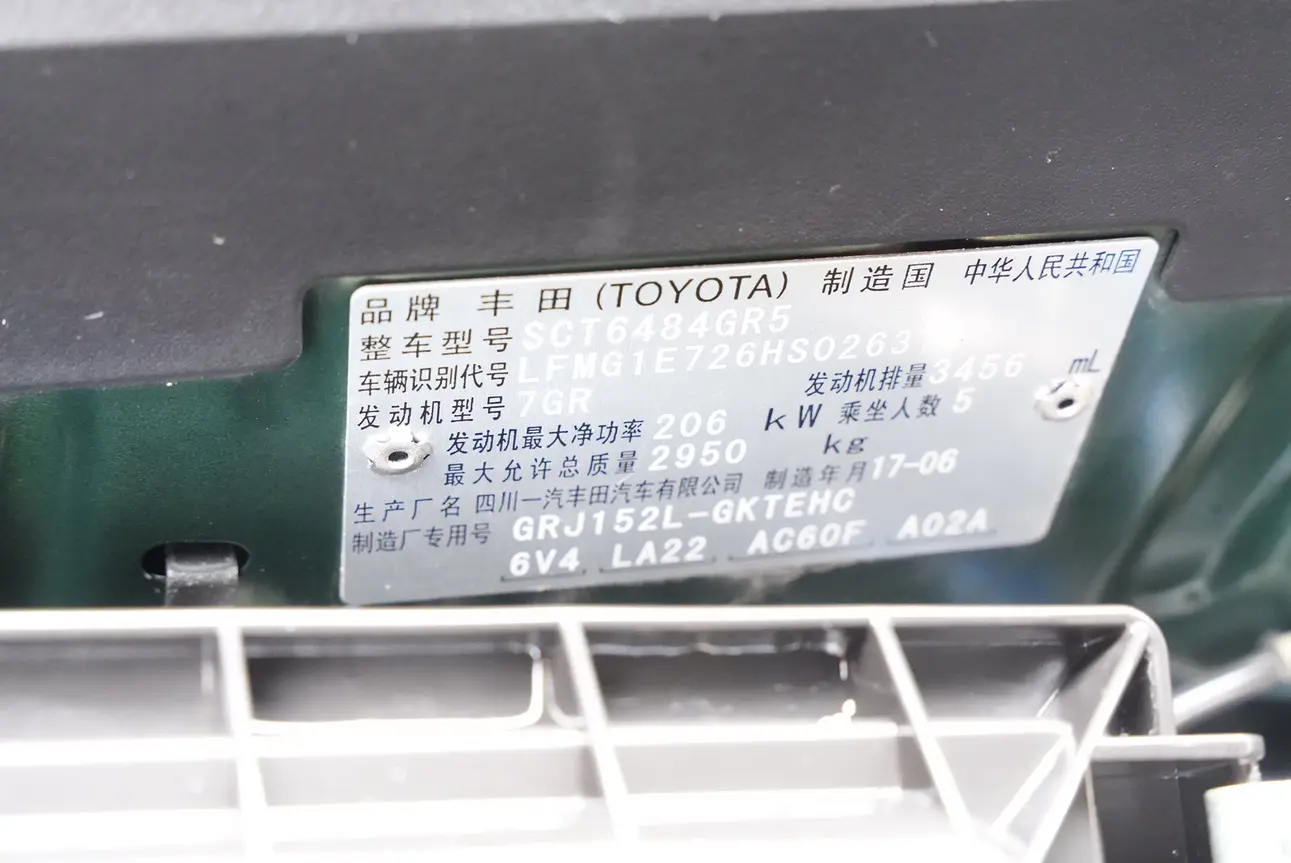 品牌 丰田(TOYOTA) 制造国 中华人民共和国
整车型号 SCT6484GR5
车辆识别代号 LFMG1E726HS0263
发动机型号 7GR 发动机排量 3456 mL
发动机最大净功率 206 kW 乘坐人数 5
最大允许总质量 2950 kg
生产厂名 四川一汽丰田汽车有限公司 制造年月 17-06
制造厂专用号 GRJ152L-GKTEHC
6V4 LA22 AC60F A02A